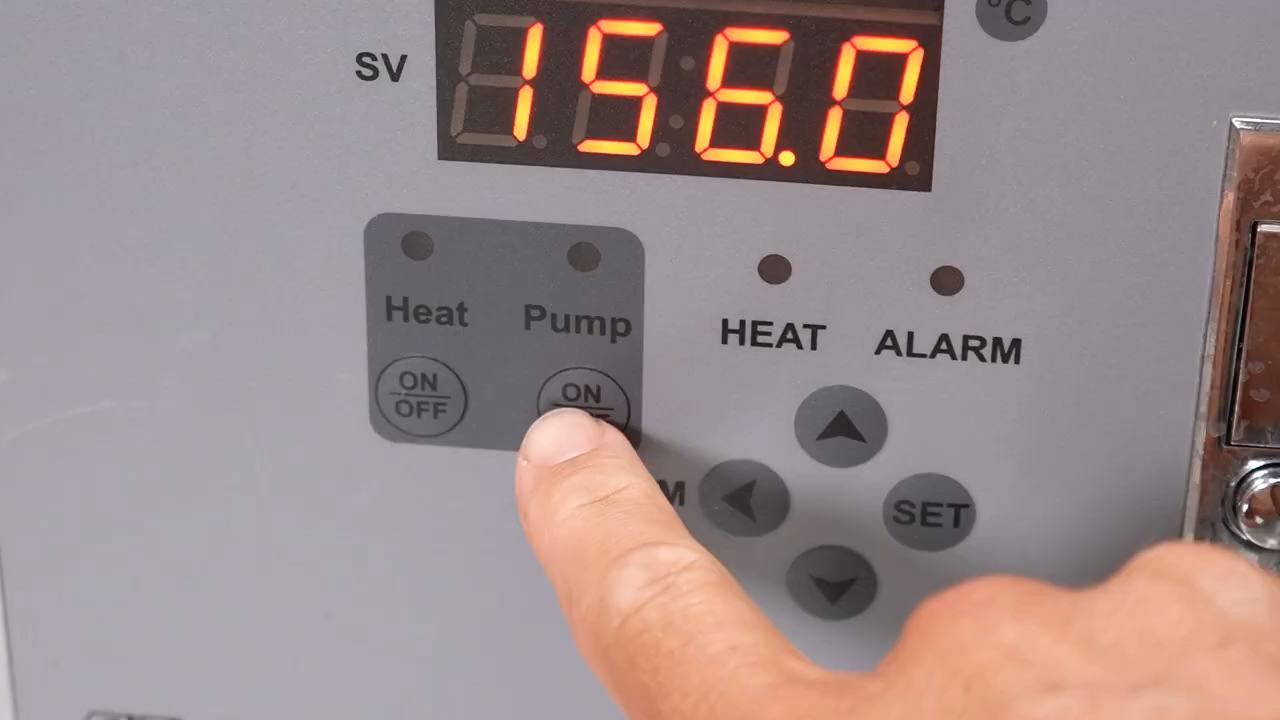 °C
SV
156.0
Heat
Pump
HEAT
ALARM
ON
OFF
ON
SET